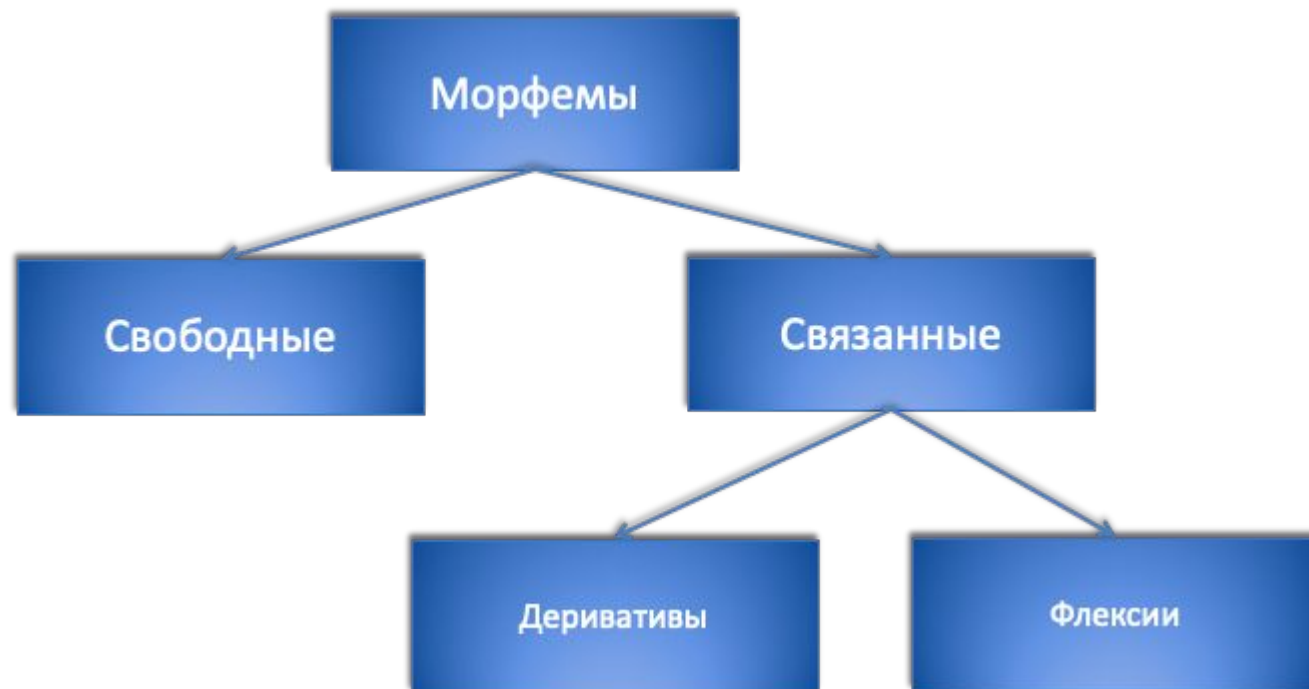 Морфемы
Свободные
Связанные
Деривативы
Флексии